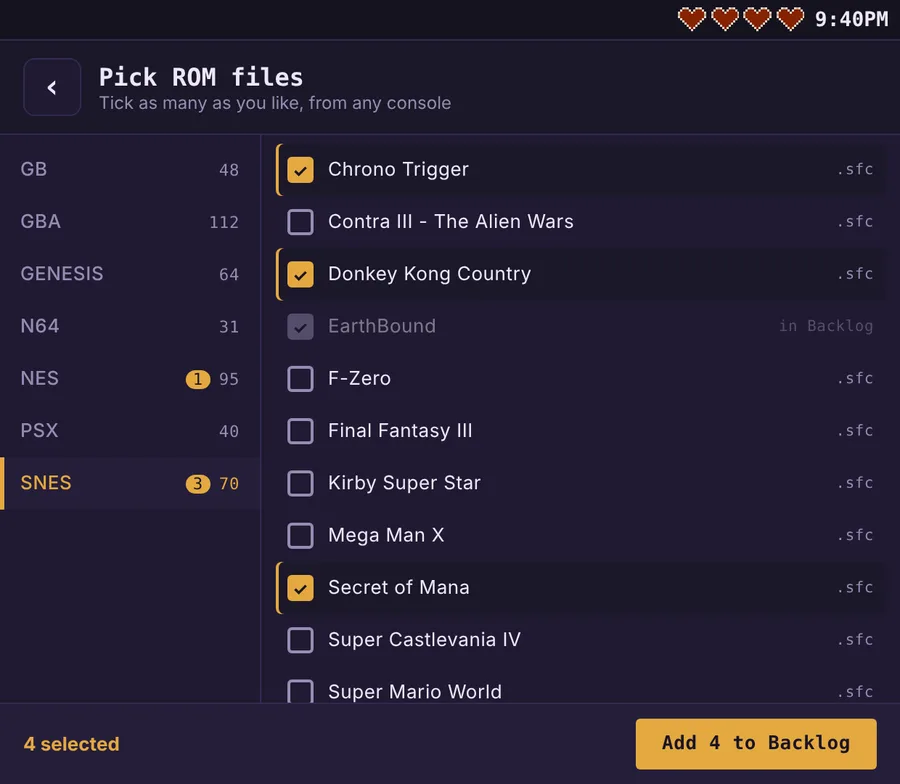 9:40PM
Pick ROM files
Tick as many as you like, from any console
GB 48
GBA 112
GENESIS 64
N64 31
NES 1 95
PSX 40
SNES 3 70
Chrono Trigger .sfc
Contra III - The Alien Wars .sfc
Donkey Kong Country .sfc
EarthBound in Backlog
F-Zero .sfc
Final Fantasy III .sfc
Kirby Super Star .sfc
Mega Man X .sfc
Secret of Mana .sfc
Super Castlevania IV .sfc
Super Mario World .sfc
4 selected
Add 4 to Backlog